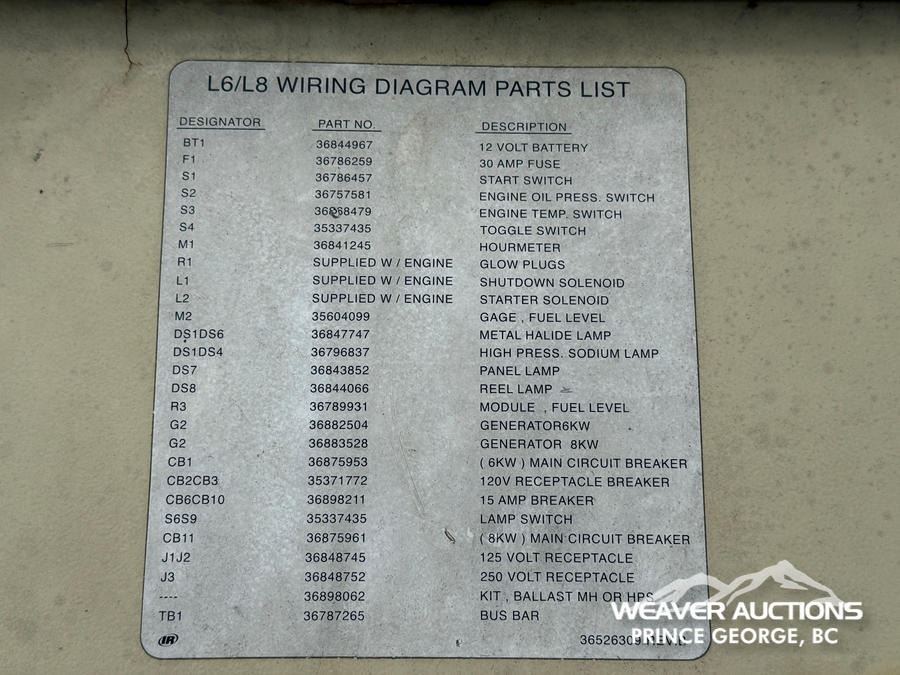 L6/L8 WIRING DIAGRAM PARTS LIST
DESIGNATOR PART NO. DESCRIPTION
BT1 36844967 12 VOLT BATTERY
F1 36786259 30 AMP FUSE
S1 36786457 START SWITCH
S2 36757581 ENGINE OIL PRESS. SWITCH
S3 ENGINE TEMP. SWITCH
S4 35337435 TOGGLE SWITCH
M1 36841245 HOURMETER
R1 SUPPLIED W / ENGINE GLOW PLUGS
L1 SUPPLIED W / ENGINE SHUTDOWN SOLENOID
L2 SUPPLIED W / ENGINE STARTER SOLENOID
M2 35604099 GAGE , FUEL LEVEL
DS1DS6 36847747 METAL HALIDE LAMP
DS1DS4 36796837 HIGH PRESS. SODIUM LAMP
DS7 36843852 PANEL LAMP
DS8 36844066 REEL LAMP
R3 36789931 MODULE , FUEL LEVEL
G2 36882504 GENERATOR6KW
G2 36883528 GENERATOR 8KW
CB1 36875953 ( 6KW ) MAIN CIRCUIT BREAKER
CB2CB3 35371772 120V RECEPTACLE BREAKER
CB6CB10 36898211 15 AMP BREAKER
S6S9 35337435 LAMP SWITCH
CB11 36875961 ( 8KW ) MAIN CIRCUIT BREAKER
J1J2 36848745 125 VOLT RECEPTACLE
J3 36848752 250 VOLT RECEPTACLE
---- 36898062 KIT , BALLAST MH OR HPS
TB1 36787265 BUS BAR
IR 36526309
WEAVER AUCTIONS
PRINCE GEORGE, BC